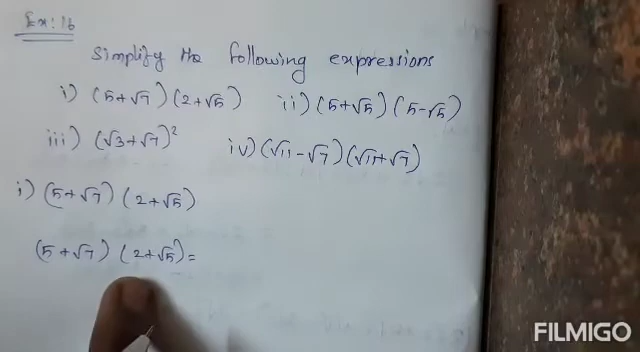 Ex: 16
Simplify the following expressions
i) (5+√7) (2+√5) ii) (5+√5) (5-√5)
iii) (√3+√7)² iv) (√11-√7) (√11+√7)
i) (5+√7) (2+√5)
(5+√7) (2+√5) =
FILMIGO